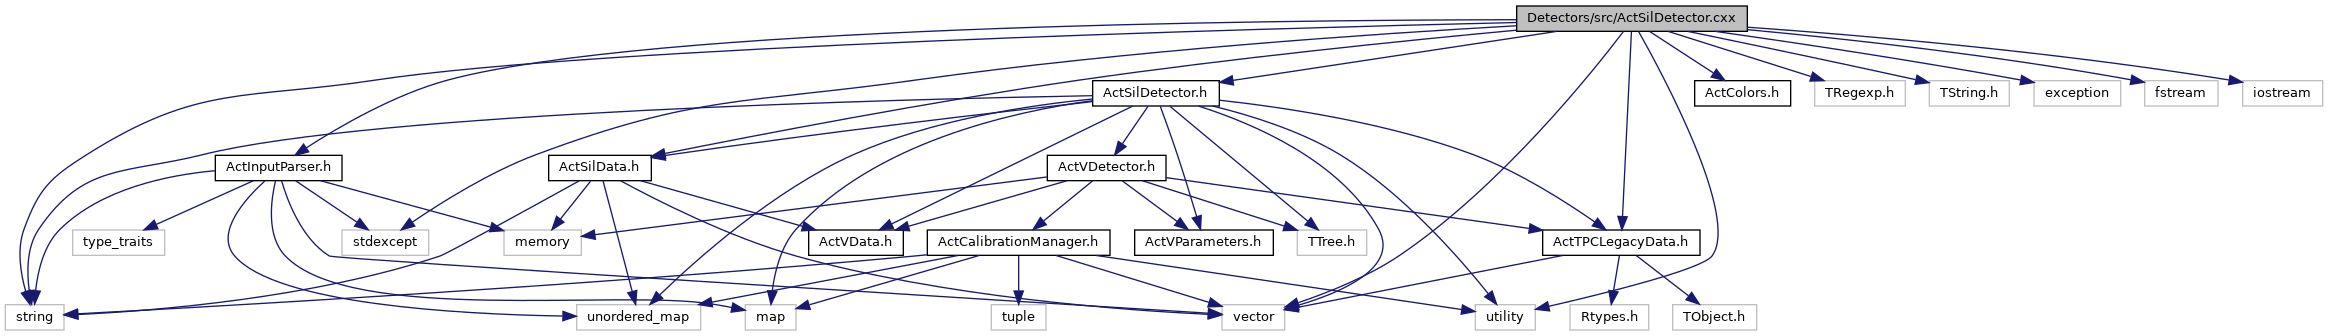 Detectors/src/ActSilDetector.cxx
ActSilDetector.h
ActColors.h
TRegexp.h
TString.h
exception
fstream
iostream
ActInputParser.h
ActSilData.h
ActVDetector.h
type_traits
stdexcept
memory
ActVData.h
ActCalibrationManager.h
ActVParameters.h
TTree.h
ActTPCLegacyData.h
string
unordered_map
map
tuple
vector
utility
Rtypes.h
TObject.h